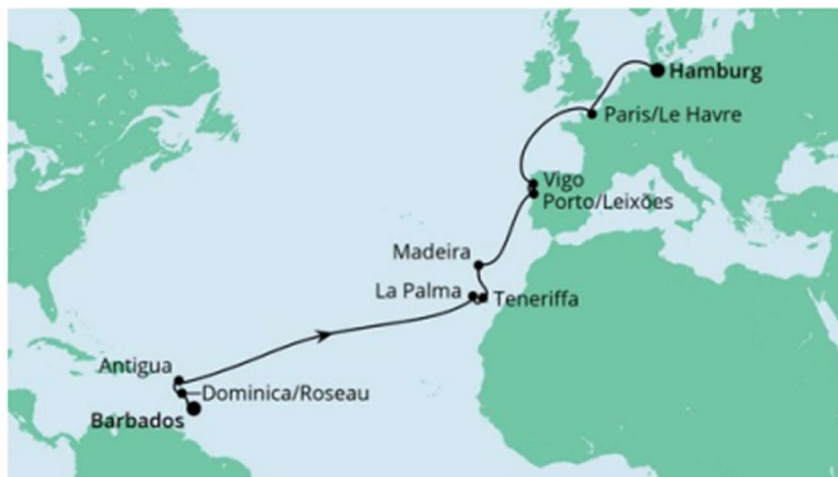 Hamburg
Paris/Le Havre
Vigo
Porto/Leixões
Madeira
La Palma
Teneriffa
Antigua
Dominica/Roseau
Barbados